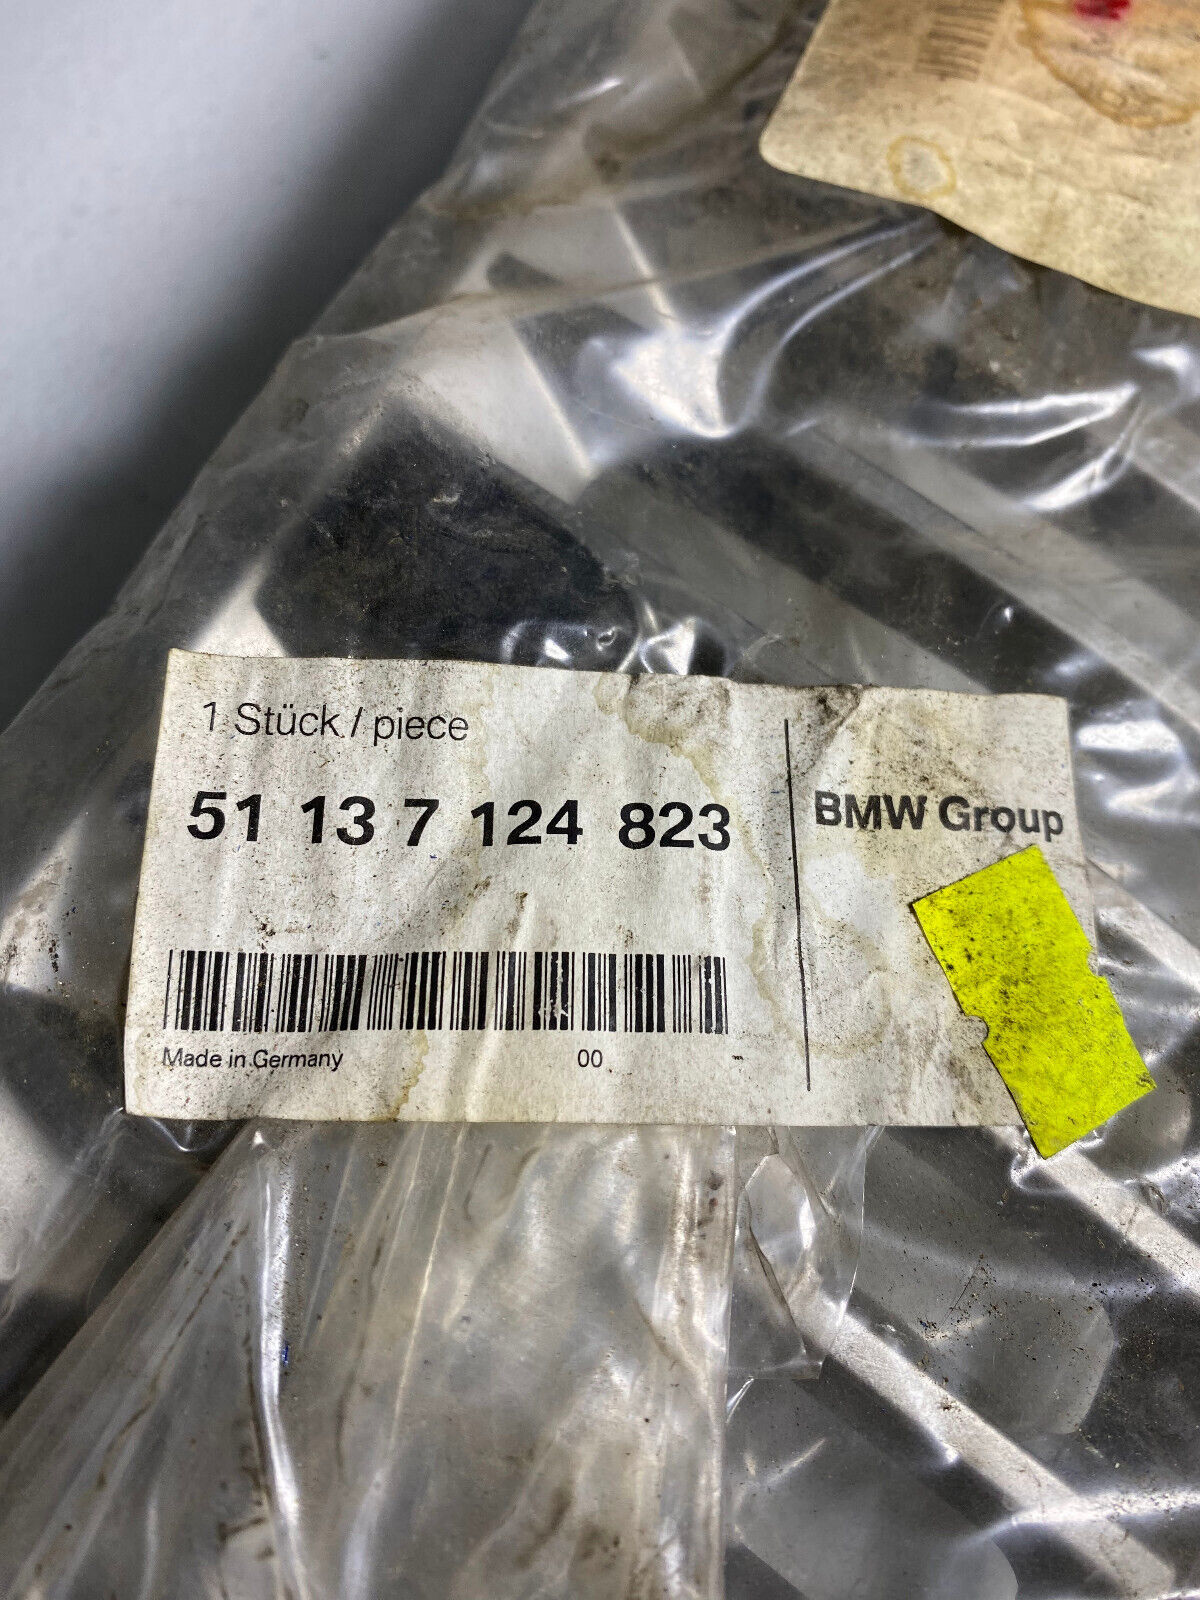 1 Stück / piece
51 13 7 124 823
BMW Group
Made in Germany 00